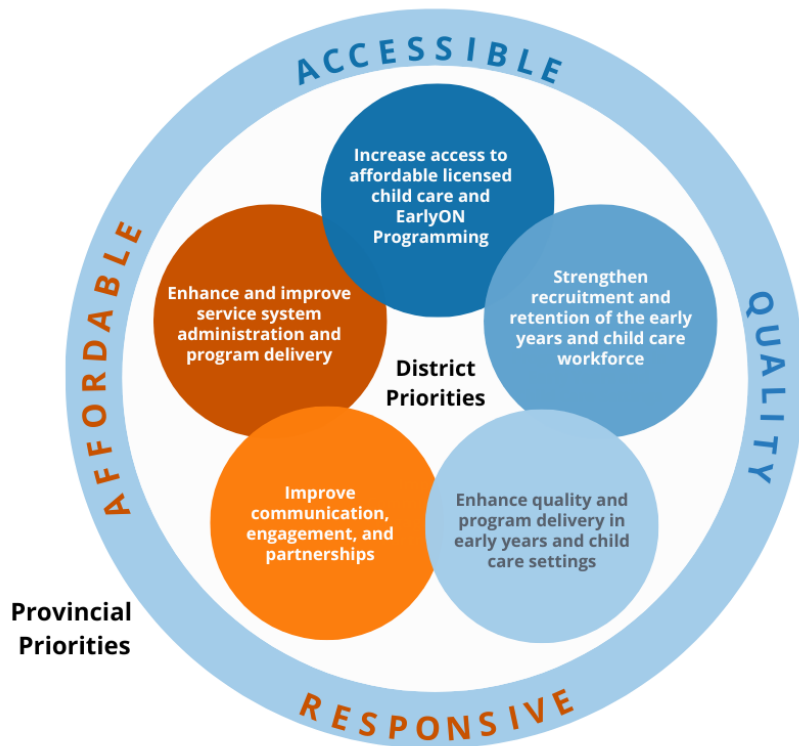 ACCESSIBLE
Increase access to
affordable licensed
child care and
EarlyON
Programming
Strengthen
recruitment and
retention of the early
years and child care
workforce
QUALITY
Enhance quality and
program delivery in
early years and child
care settings
RESPONSIVE
Improve
communication,
engagement, and
partnerships
AFFORDABLE
Enhance and improve
service system
administration and
program delivery
District
Priorities
Provincial
Priorities